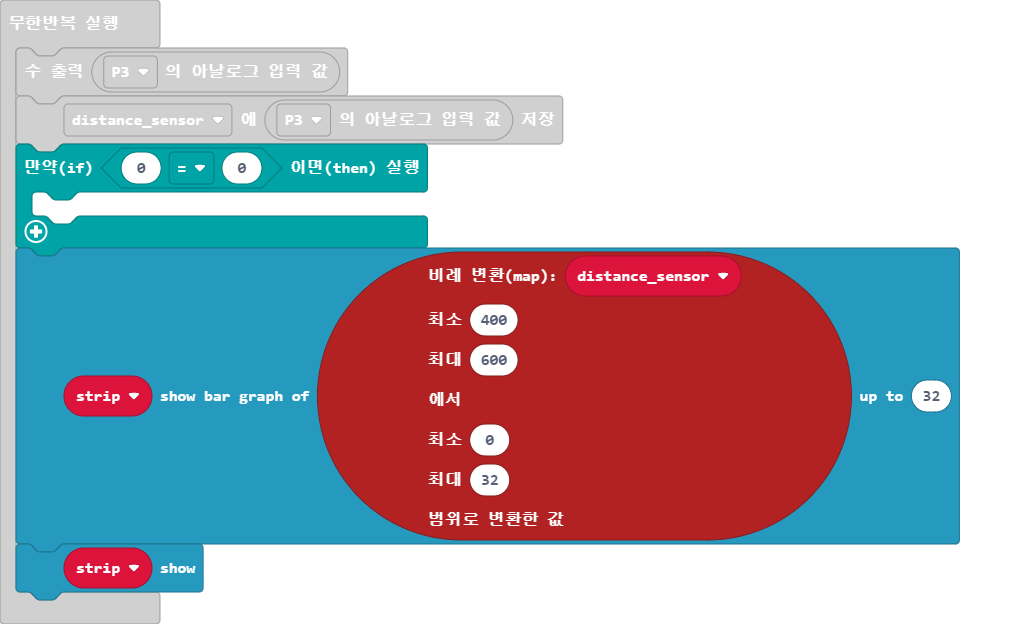 무한반복 실행
수 출력 P3 의 아날로그 입력 값
distance_sensor 에 P3 의 아날로그 입력 값 저장
만약(if) 0 = 0 이면(then) 실행
비례 변환(map): distance_sensor
최소 400
최대 600
에서
strip show bar graph of up to 32
최소 0
최대 32
범위로 변환한 값
strip show